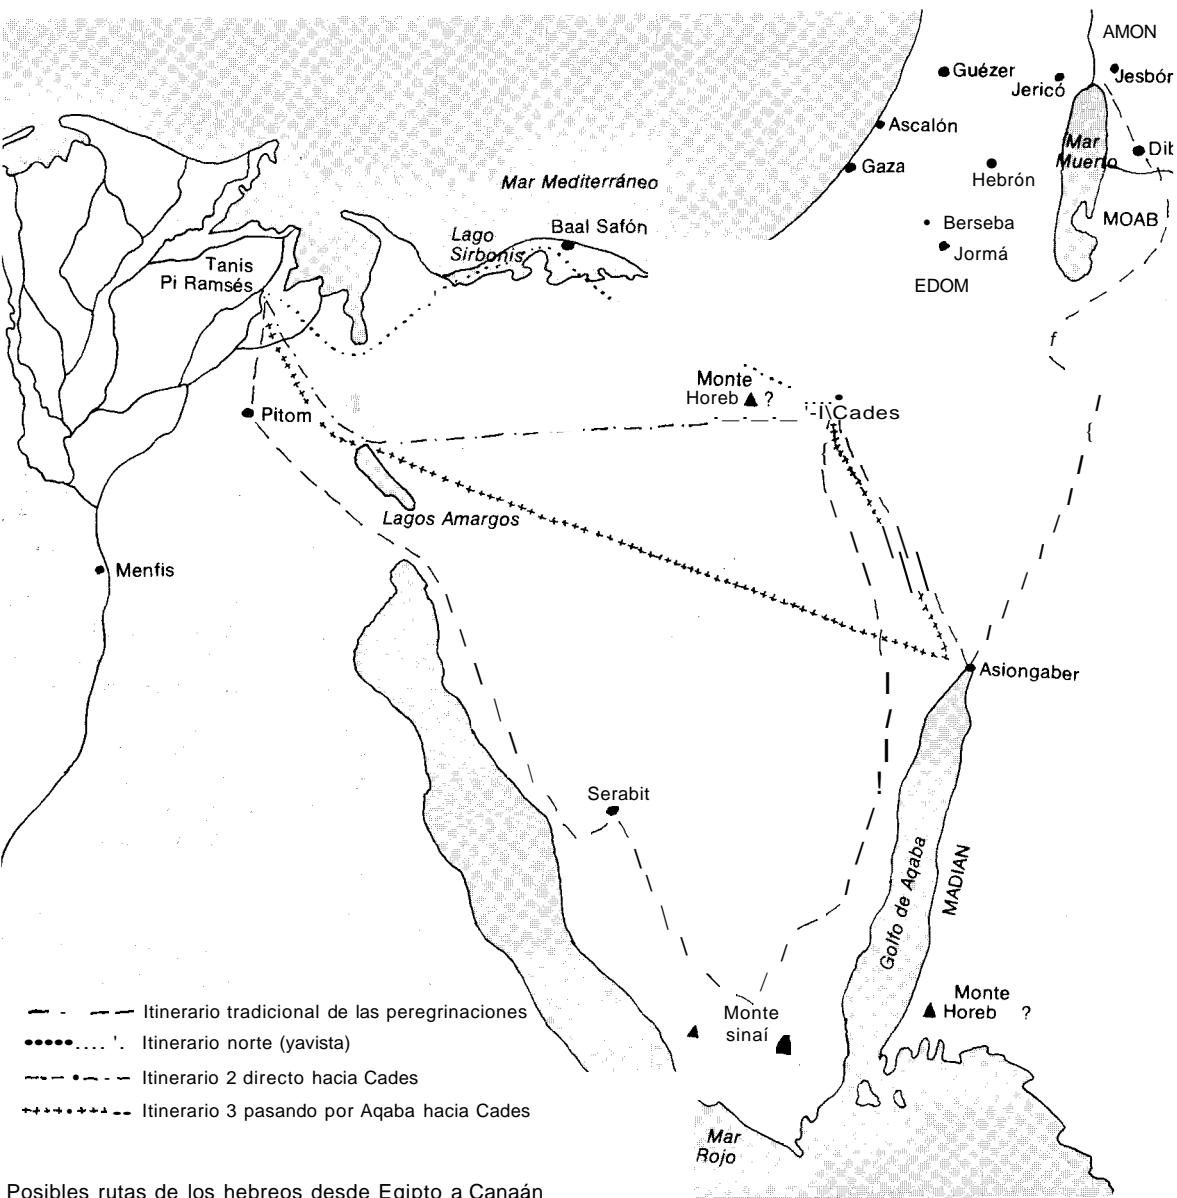 AMON
Guézer
Jericó
Jesbór
Ascalón
Mar
Muerto
Dit
Gaza
Hebrón
Mar Mediterráneo
Berseba
MOAB
Baal Safón
Lago
Sirbonis
Jormá
Tanis
Pi Ramsés
EDOM
Monte
Horeb ?
Cades
Pitom
Lagos Amargos
Menfis
Asiongaber
Serabit
Golfo de Aqaba
MADIAN
Monte
Horeb ?
Monte
sinaí
Itinerario tradicional de las peregrinaciones
Itinerario norte (yavista)
Itinerario 2 directo hacia Cades
Itinerario 3 pasando por Aqaba hacia Cades
Mar
Rojo
Posibles rutas de los hebreos desde Egipto a Canaán